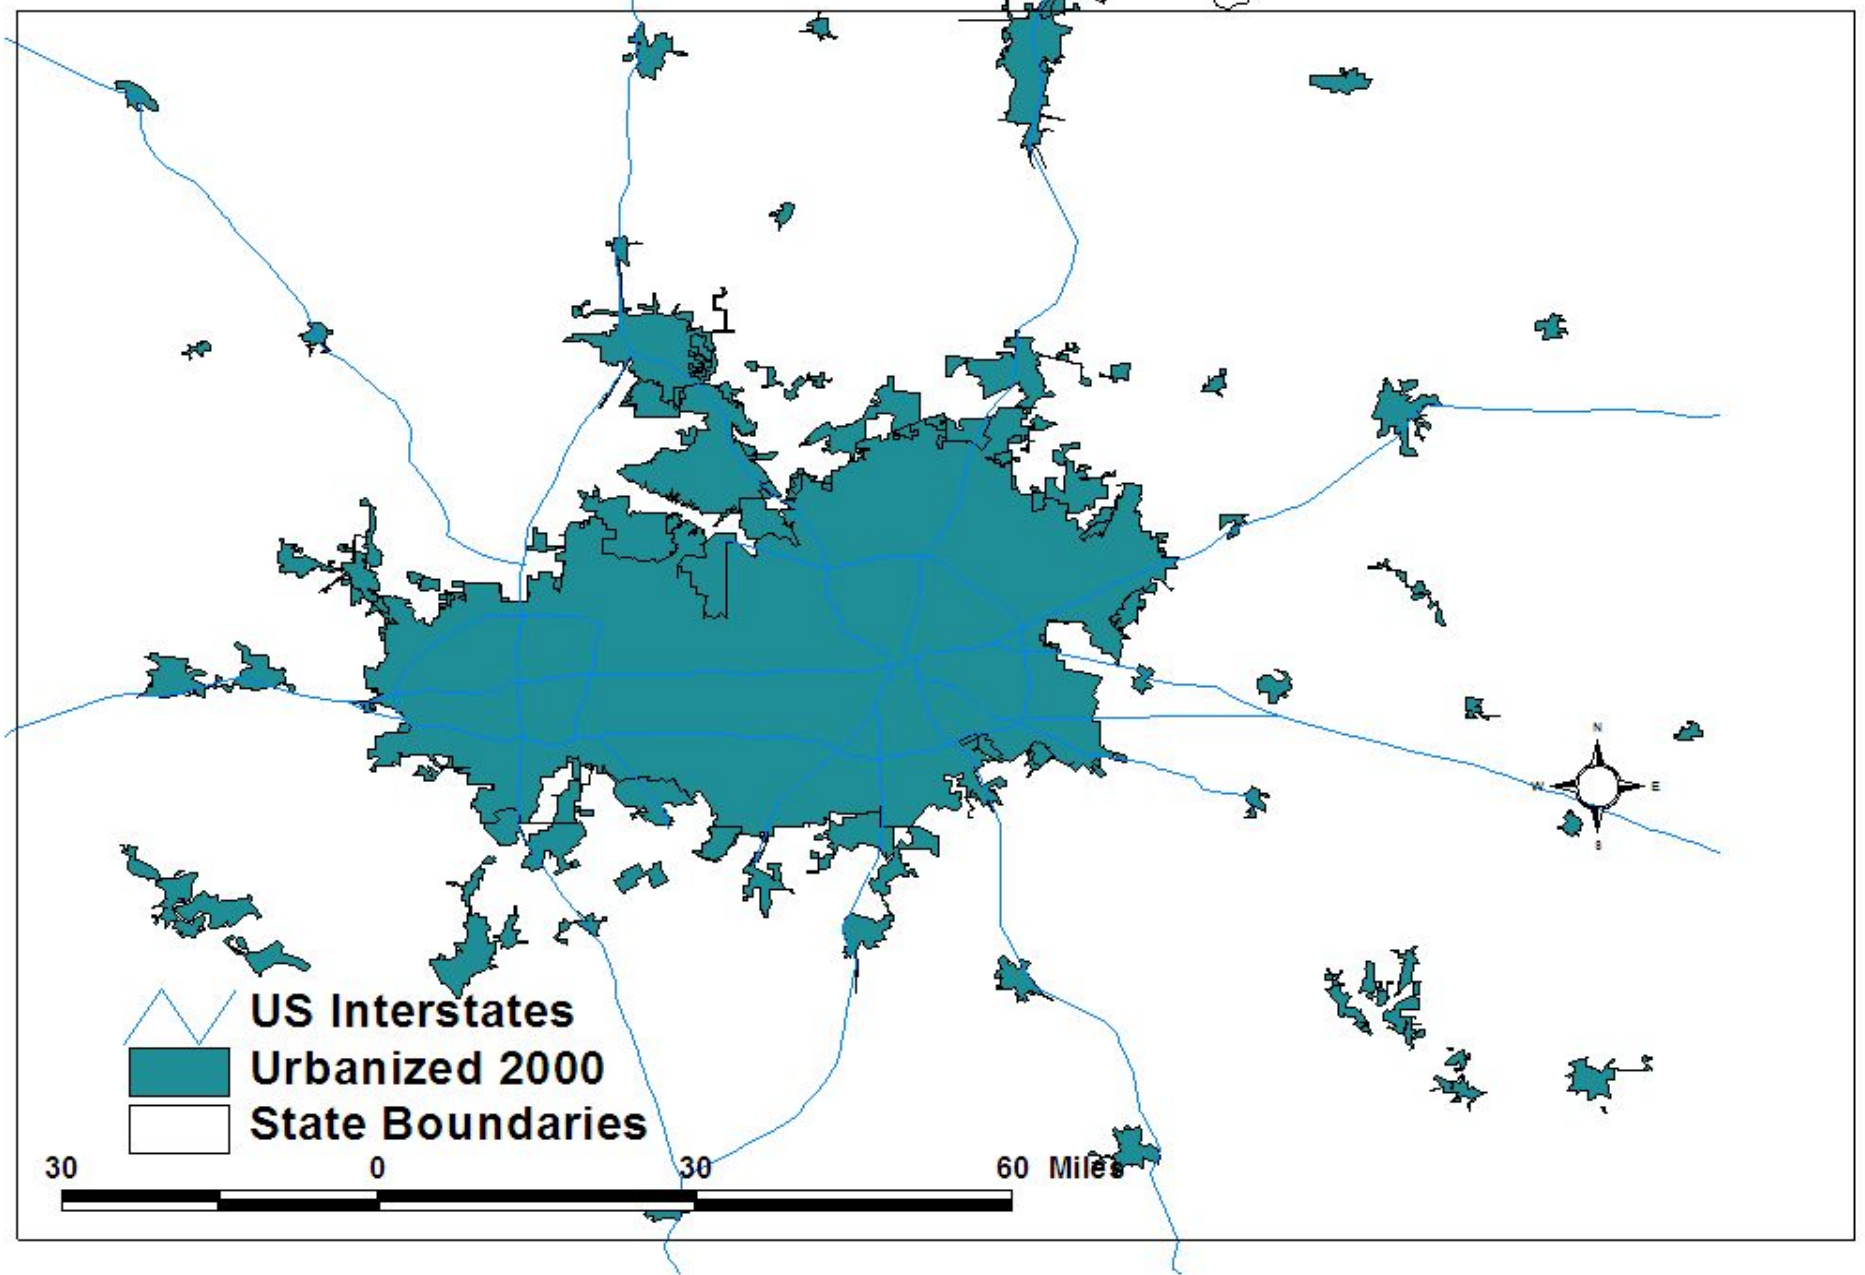 N
W E
S
US Interstates
Urbanized 2000
State Boundaries
30 0 30 60 Miles